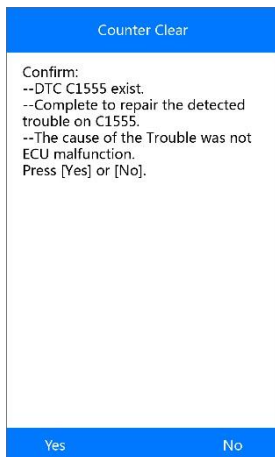 Counter Clear
Confirm:
--DTC C1555 exist.
--Complete to repair the detected
trouble on C1555.
--The cause of the Trouble was not
ECU malfunction.
Press [Yes] or [No].
Yes
No